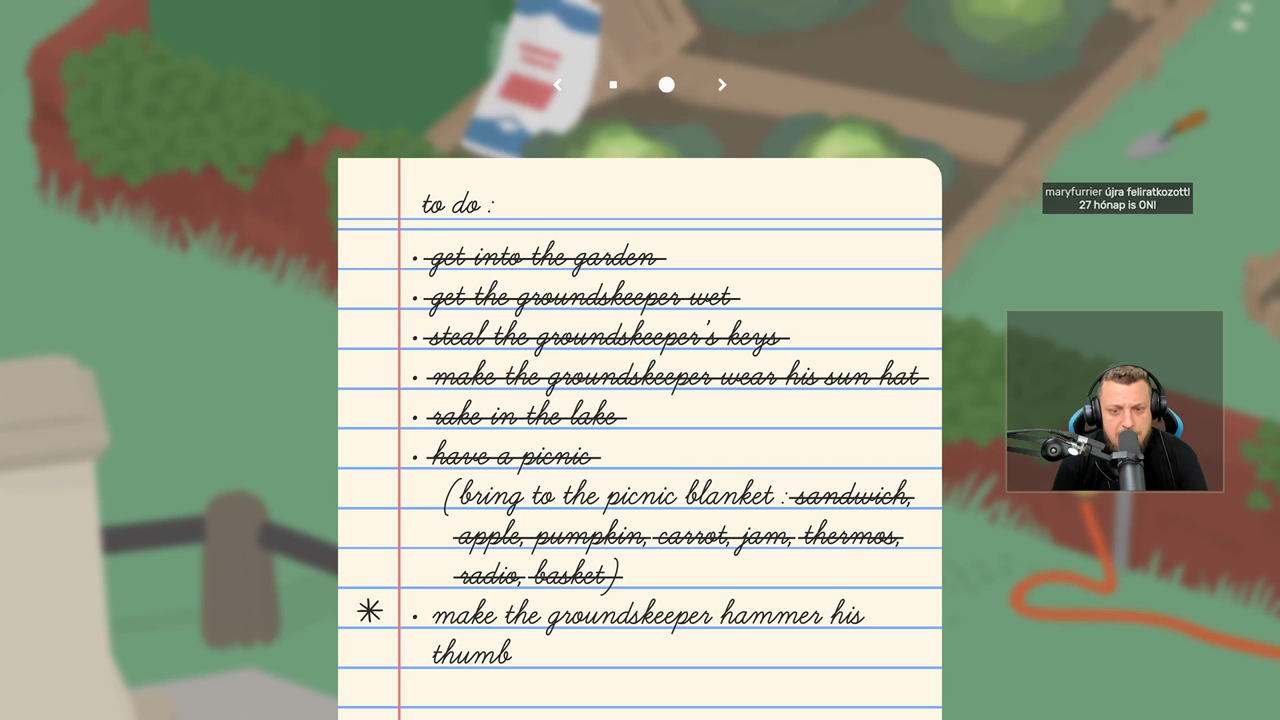 to do :
• get into the garden
• get the groundskeeper wet
• steal the groundskeeper's keys
• make the groundskeeper wear his sun hat
• rake in the lake
• have a picnic
(bring to the picnic blanket : sandwich,
apple, pumpkin, carrot, jam, thermos,
radio, basket)
• make the groundskeeper hammer his
thumb
maryfurrier újra feliratkozott!
27 hónap is ON!